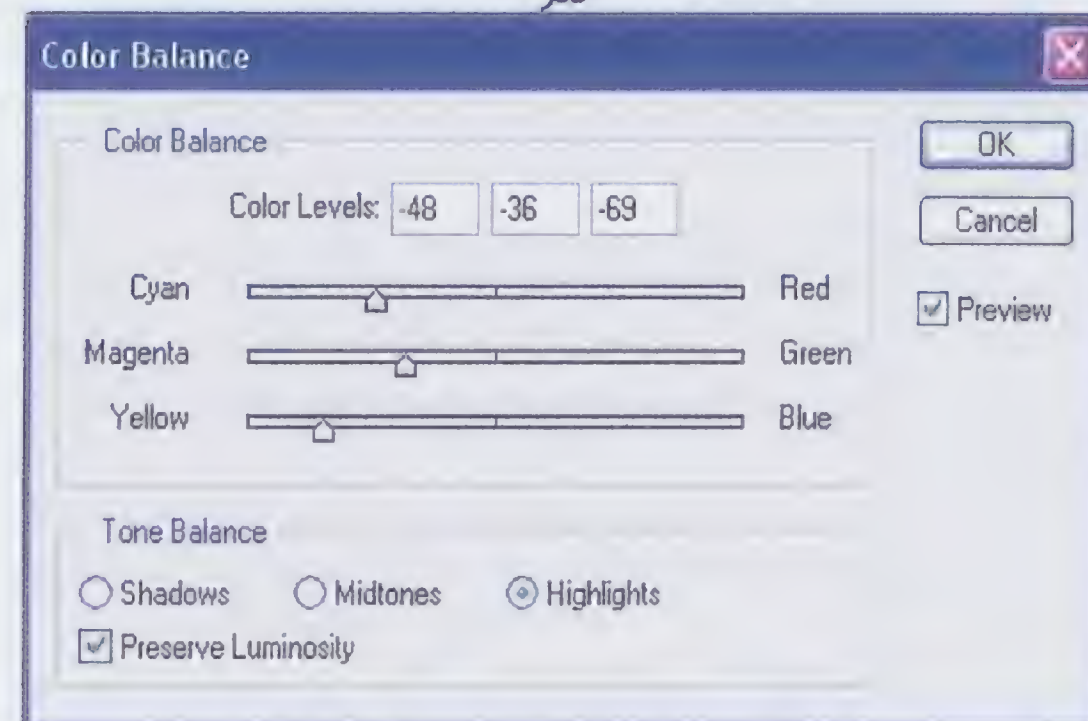 Color Balance
Color Balance
OK
Color Levels: -48 -36 -69
Cancel
Cyan Red
Preview
Magenta Green
Yellow Blue
Tone Balance
Shadows Midtones Highlights
Preserve Luminosity